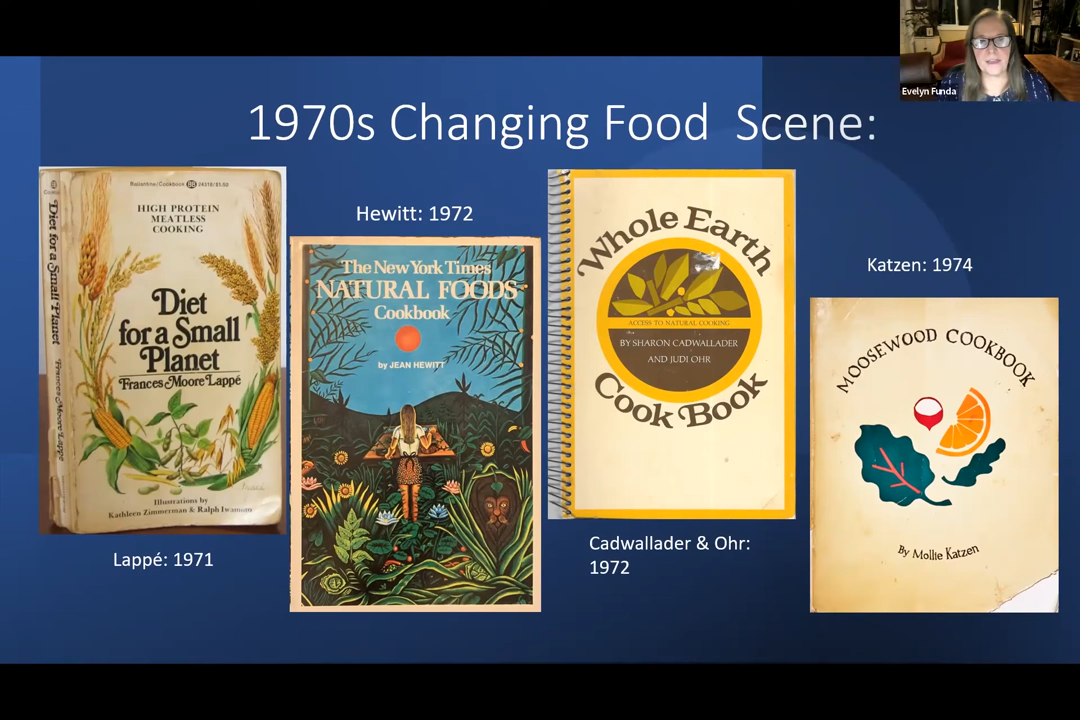 Evelyn Funda
1970s Changing Food Scene:
Ballantine/Cookbook 24318/$1.50
HIGH PROTEIN
MEATLESS
COOKING
Diet
for a Small
Planet
Frances Moore Lappé
Illustrations by
Kathleen Zimmerman & Ralph Iwamoto
Diet for a Small Planet Frances Moore Lappé
Lappé: 1971
Hewitt: 1972
The New York Times
NATURAL FOODS
Cookbook
by JEAN HEWITT
Whole Earth
ACCESS TO NATURAL COOKING
BY SHARON CADWALLADER
AND JUDI OHR
Cook Book
Cadwallader & Ohr:
1972
Katzen: 1974
MOOSEWOOD COOKBOOK
By Mollie Katzen